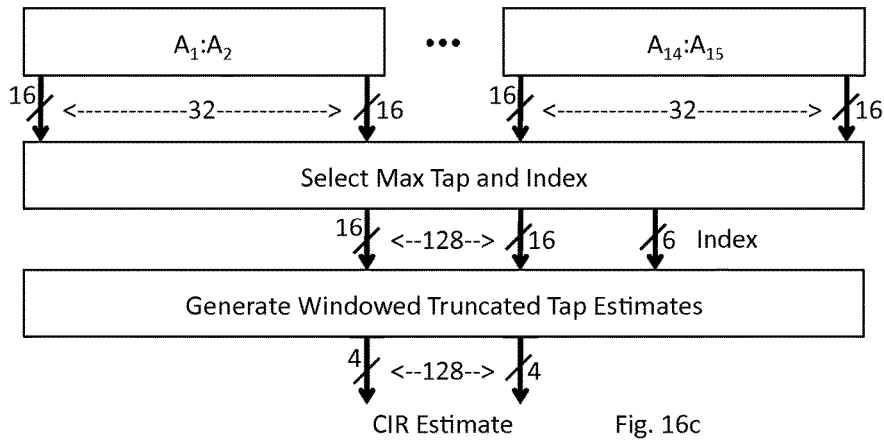 A₁:A₂ ••• A₁₄:A₁₅
16 <------------32------------> 16 16 <------------32------------> 16
Select Max Tap and Index
16 <--128--> 16 6 Index
Generate Windowed Truncated Tap Estimates
4 <--128--> 4
CIR Estimate Fig. 16c